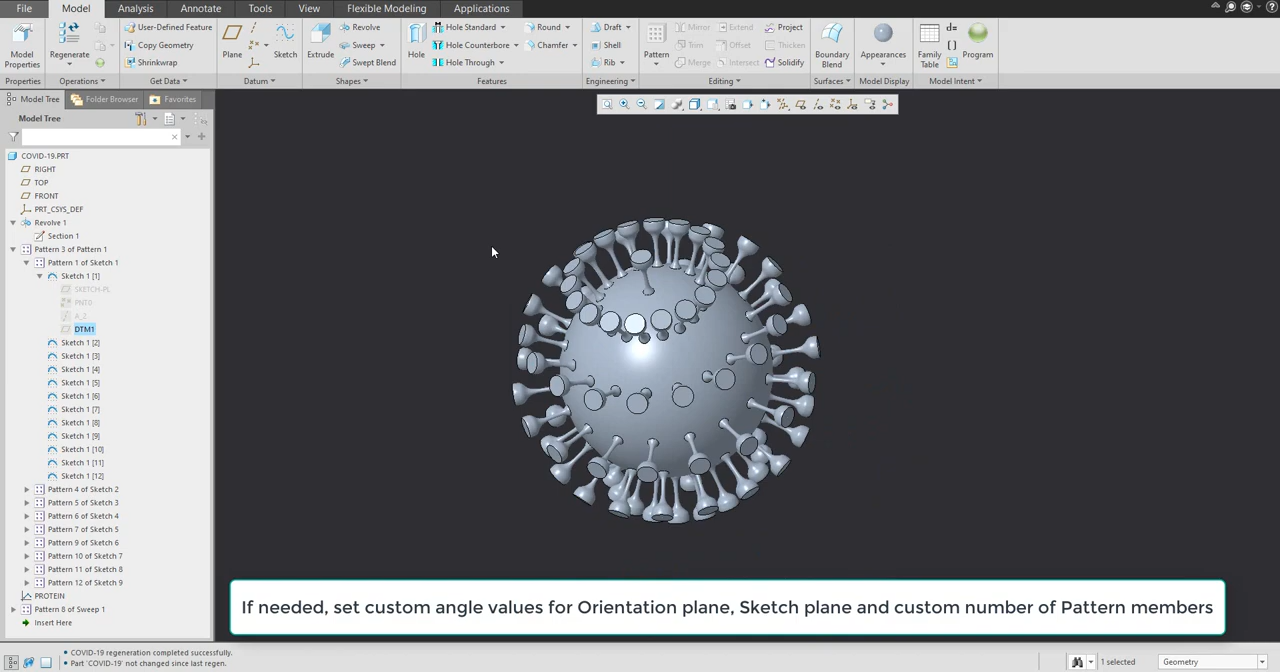 File Model Analysis Annotate Tools View Flexible Modeling Applications
Model Properties
Regenerate
User-Defined Feature
Copy Geometry
Shrinkwrap
Plane
Sketch
Extrude
Revolve
Sweep
Swept Blend
Hole
Hole Standard
Hole Counterbore
Hole Through
Round
Chamfer
Draft
Shell
Rib
Pattern
Mirror
Trim
Merge
Extend
Offset
Intersect
Project
Thicken
Solidify
Boundary Blend
Appearances
Family Table
d=
Program
Properties Operations Get Data Datum Shapes Features Engineering Editing Surfaces Model Display Model Intent
Model Tree Folder Browser Favorites
Model Tree
COVID-19.PRT
RIGHT
TOP
FRONT
PRT_CSYS_DEF
Revolve 1
Section 1
Pattern 3 of Pattern 1
Pattern 1 of Sketch 1
Sketch 1 [1]
SKETCH-PL
PNT0
A_2
DTM1
Sketch 1 [2]
Sketch 1 [3]
Sketch 1 [4]
Sketch 1 [5]
Sketch 1 [6]
Sketch 1 [7]
Sketch 1 [8]
Sketch 1 [9]
Sketch 1 [10]
Sketch 1 [11]
Sketch 1 [12]
Pattern 4 of Sketch 2
Pattern 5 of Sketch 3
Pattern 6 of Sketch 4
Pattern 7 of Sketch 5
Pattern 9 of Sketch 6
Pattern 10 of Sketch 7
Pattern 11 of Sketch 8
Pattern 12 of Sketch 9
PROTEIN
Pattern 8 of Sweep 1
Insert Here
If needed, set custom angle values for Orientation plane, Sketch plane and custom number of Pattern members
• COVID-19 regeneration completed successfully.
• Part 'COVID-19' not changed since last regen.
1 selected
Geometry